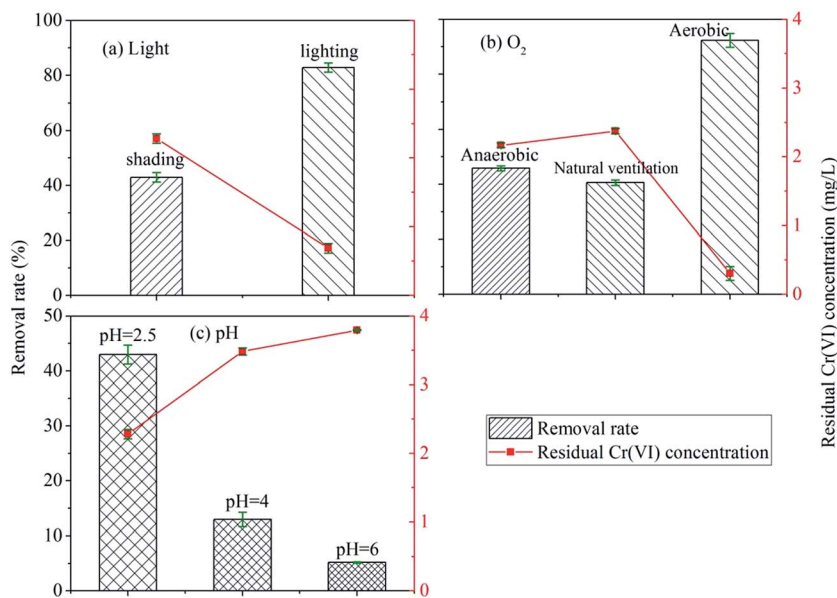 100
80
60
40
20
0
(a) Light
shading
lighting
(b) O2
Anaerobic
Natural ventilation
Aerobic
4
3
2
1
0
50
40
30
20
10
0
pH=2.5
(c) pH
pH=4
pH=6
4
3
2
1
0
Removal rate (%)
Residual Cr(VI) concentration (mg/L)
Removal rate
Residual Cr(VI) concentration